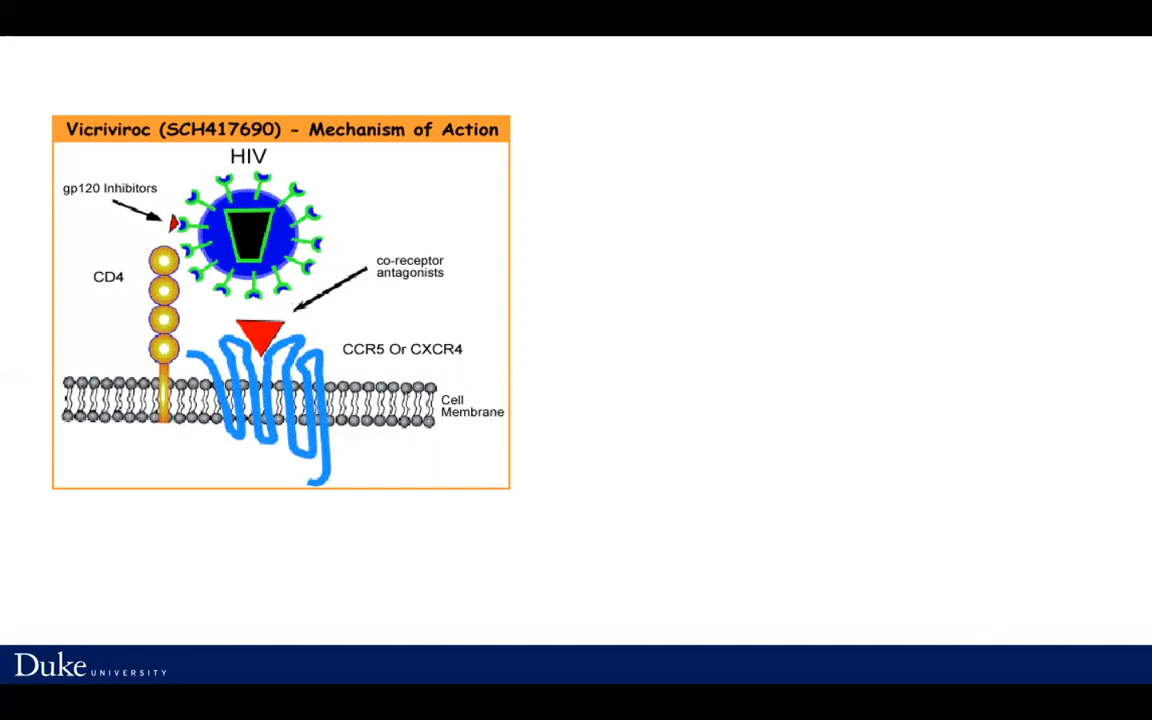 Vicriviroc (SCH417690) - Mechanism of Action
HIV
gp120 Inhibitors
co-receptor
antagonists
CD4
CCR5 Or CXCR4
Cell
Membrane
Duke
UNIVERSITY